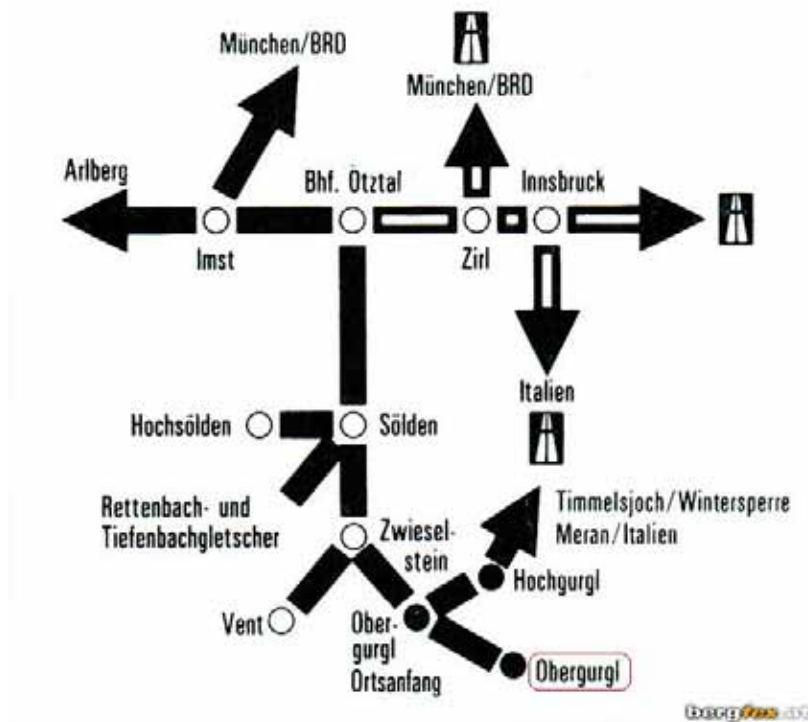 München/BRD
München/BRD
Arlberg
Bhf. Ötztal
Innsbruck
Imst
Zirl
Italien
Hochsölden
Sölden
Rettenbach- und
Tiefenbachgletscher
Timmelsjoch/Wintersperre
Meran/Italien
Zwiesel-
stein
Hochgurgl
Vent
Ober-
gurgl
Ortsanfang
Obergurgl